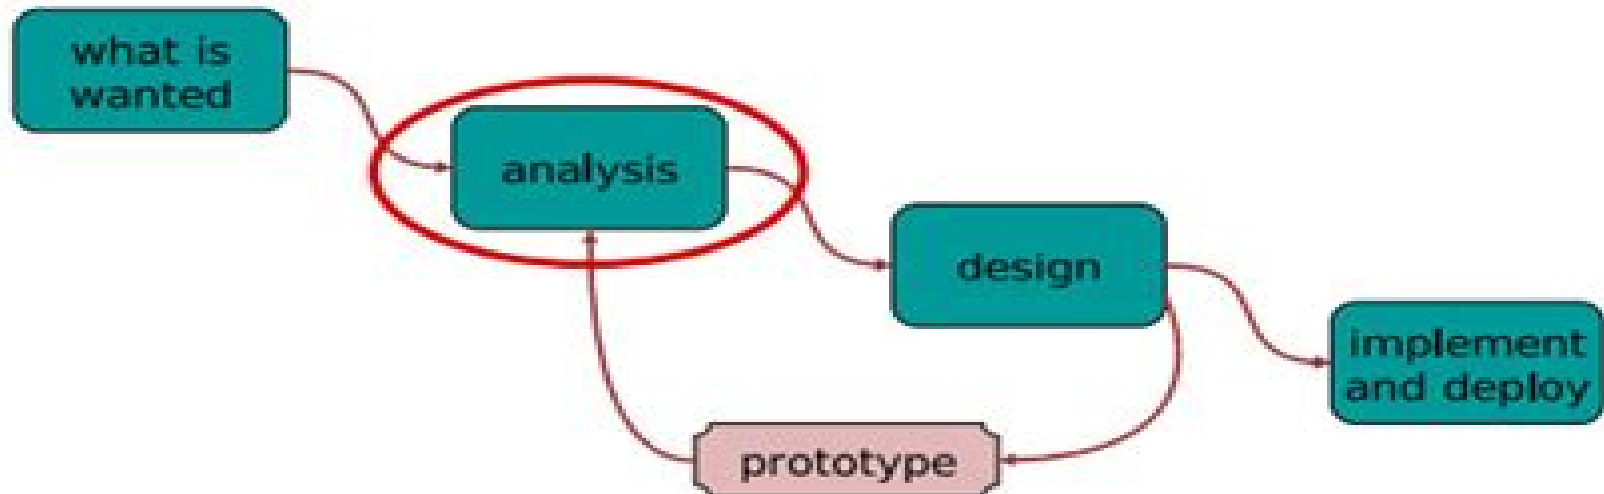 what is
wanted
analysis
design
implement
and deploy
prototype